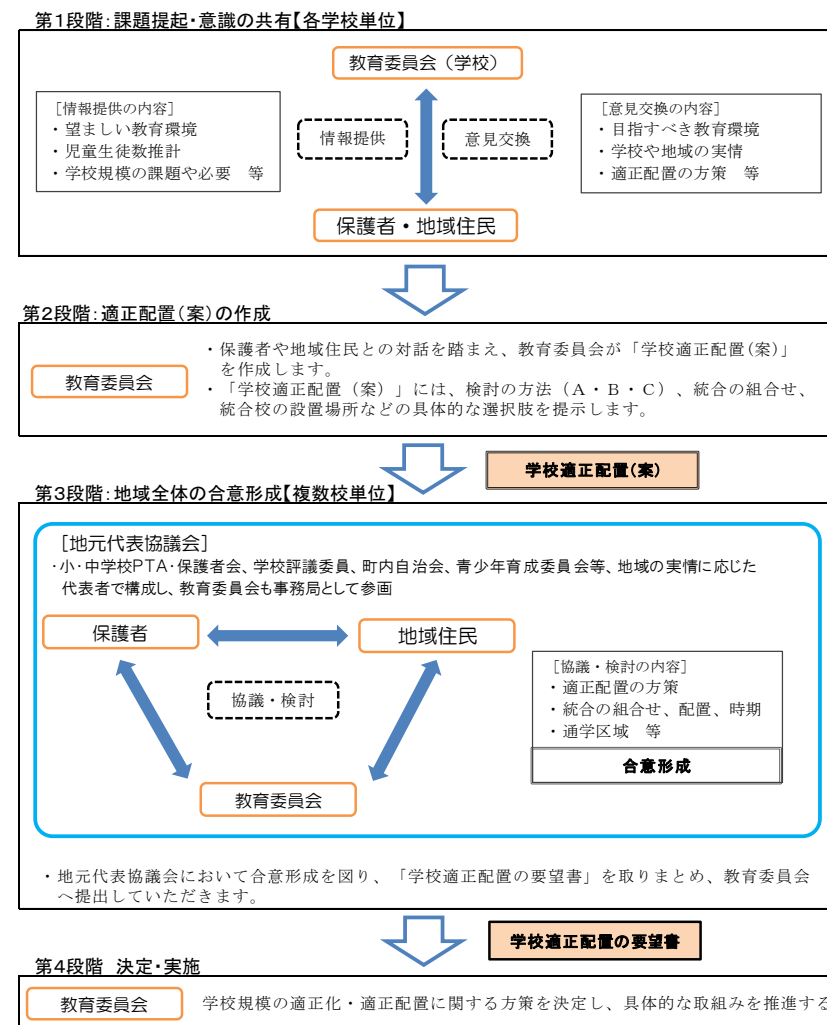 第1段階:課題提起・意識の共有【各学校単位】
教育委員会（学校）
［情報提供の内容］
・望ましい教育環境
・児童生徒数推計
・学校規模の課題や必要　等
情報提供
意見交換
［意見交換の内容］
・目指すべき教育環境
・学校や地域の実情
・適正配置の方策　等
保護者・地域住民
第2段階:適正配置(案)の作成
教育委員会
・保護者や地域住民との対話を踏まえ、教育委員会が「学校適正配置(案)」
を作成します。
・「学校適正配置（案）」には、検討の方法（A・B・C）、統合の組合せ、
統合校の設置場所などの具体的な選択肢を提示します。
学校適正配置(案)
第3段階:地域全体の合意形成【複数校単位】
［地元代表協議会］
・小・中学校PTA・保護者会、学校評議委員、町内自治会、青少年育成委員会等、地域の実情に応じた
代表者で構成し、教育委員会も事務局として参画
保護者
地域住民
協議・検討
教育委員会
［協議・検討の内容］
・適正配置の方策
・統合の組合せ、配置、時期
・通学区域　等
合意形成
・地元代表協議会において合意形成を図り、「学校適正配置の要望書」を取りまとめ、教育委員会
へ提出していただきます。
学校適正配置の要望書
第4段階　決定・実施
教育委員会
学校規模の適正化・適正配置に関する方策を決定し、具体的な取組みを推進する